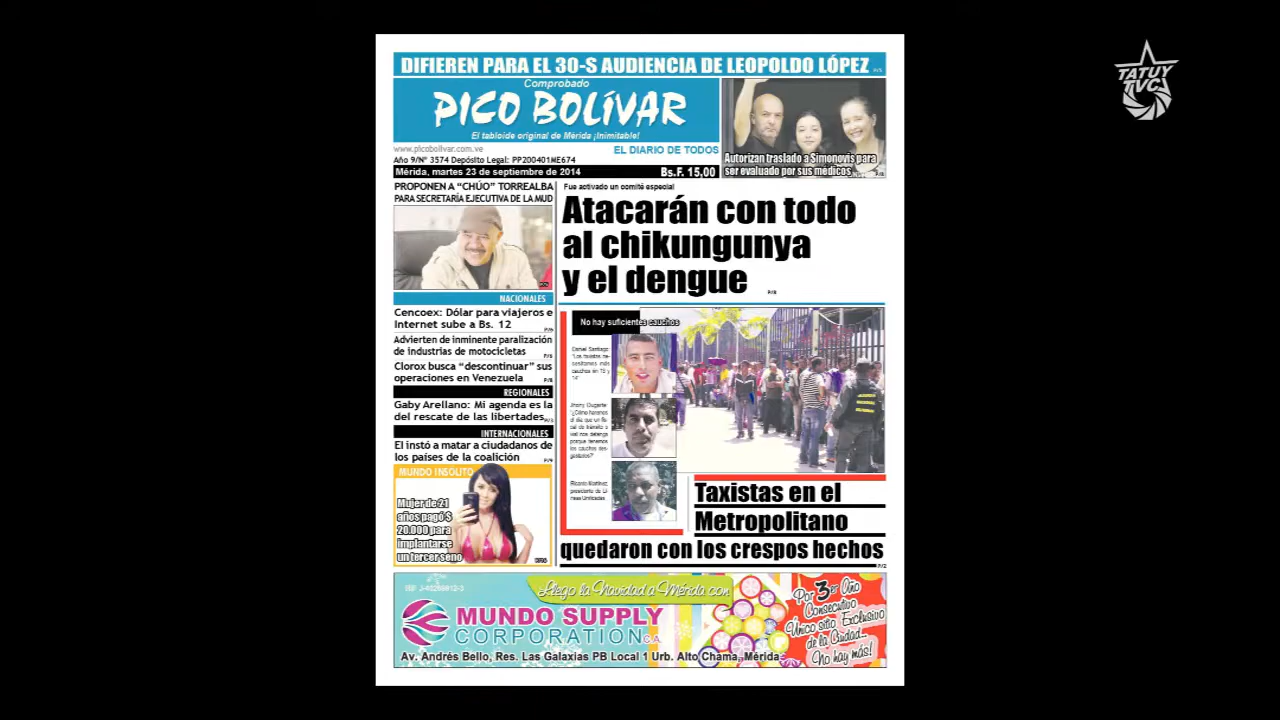 DIFIEREN PARA EL 30-S AUDIENCIA DE LEOPOLDO LÓPEZ
TATUY
TVC
Comprobado
PICO BOLÍVAR
El tabloide original de Mérida ¡Inimitable!
www.picobolivar.com.ve
EL DIARIO DE TODOS
Año 9/N° 3574 Depósito Legal: PP200401ME674
Mérida, martes 23 de septiembre de 2014
Bs.F. 15,00
Autorizan traslado a Simonovis para
ser evaluado por sus médicos
PROPONEN A “CHÚO” TORREALBA
PARA SECRETARÍA EJECUTIVA DE LA MUD
NACIONALES
Cencoex: Dólar para viajeros e
Internet sube a Bs. 12
Advierten de inminente paralización
de industrias de motocicletas
Clorox busca “descontinuar” sus
operaciones en Venezuela
REGIONALES
Gaby Arellano: Mi agenda es la
del rescate de las libertades
INTERNACIONALES
El instó a matar a ciudadanos de
los países de la coalición
MUNDO INSÓLITO
Mujer de 21
años pagó $
20.000 para
implantarse
un tercer seno
Fue activado un comité especial
Atacarán con todo
al chikungunya
y el dengue
No hay suficientes cauchos
Taxistas en el
Metropolitano
quedaron con los crespos hechos
Llego la Navidad a Mérida con
MUNDO SUPPLY
CORPORATION C.A.
Av. Andrés Bello, Res. Las Galaxias PB Local 1 Urb. Alto Chama, Mérida
Por 3er Año
Consecutivo
Único sitio Exclusivo
de la Ciudad...
No hay más!